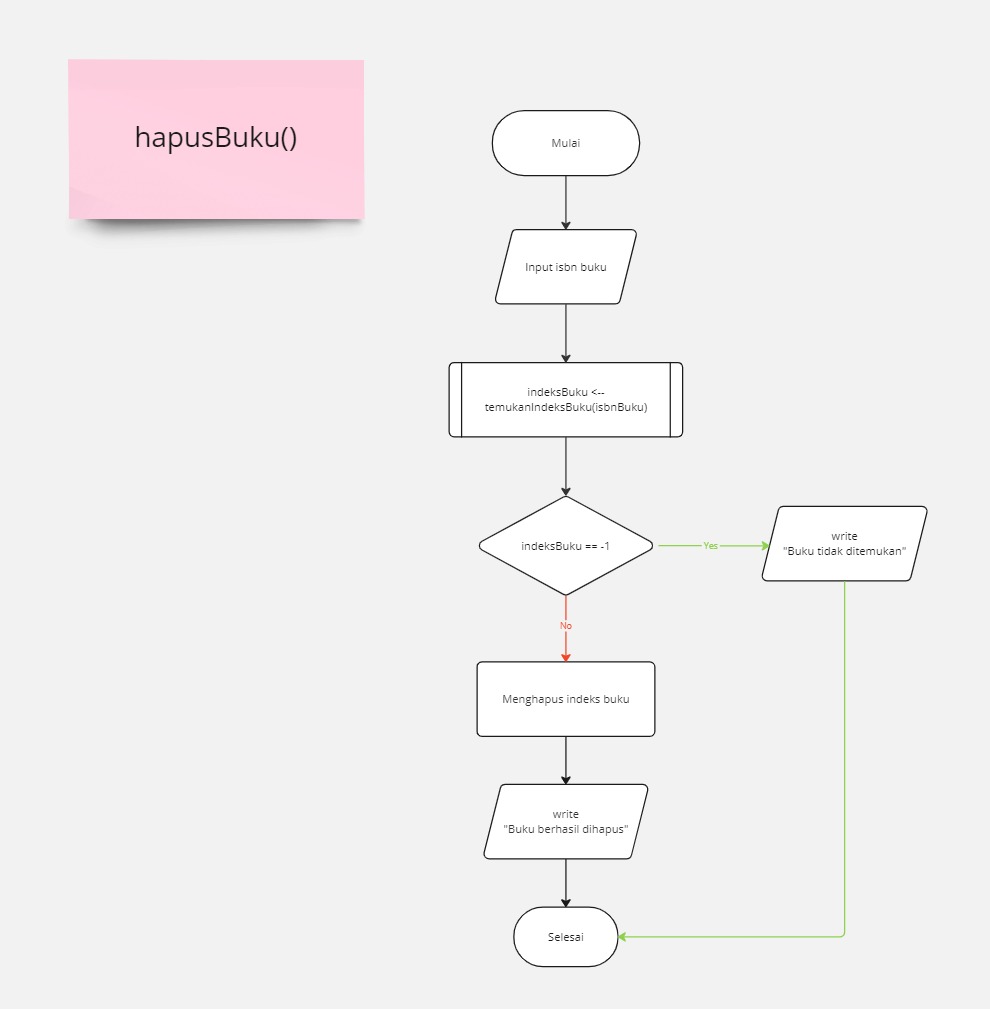 hapusBuku()
Mulai
Input isbn buku
indeksBuku <--
temukanIndeksBuku(isbnBuku)
indeksBuku == -1
Yes
write
"Buku tidak ditemukan"
No
Menghapus indeks buku
write
"Buku berhasil dihapus"
Selesai